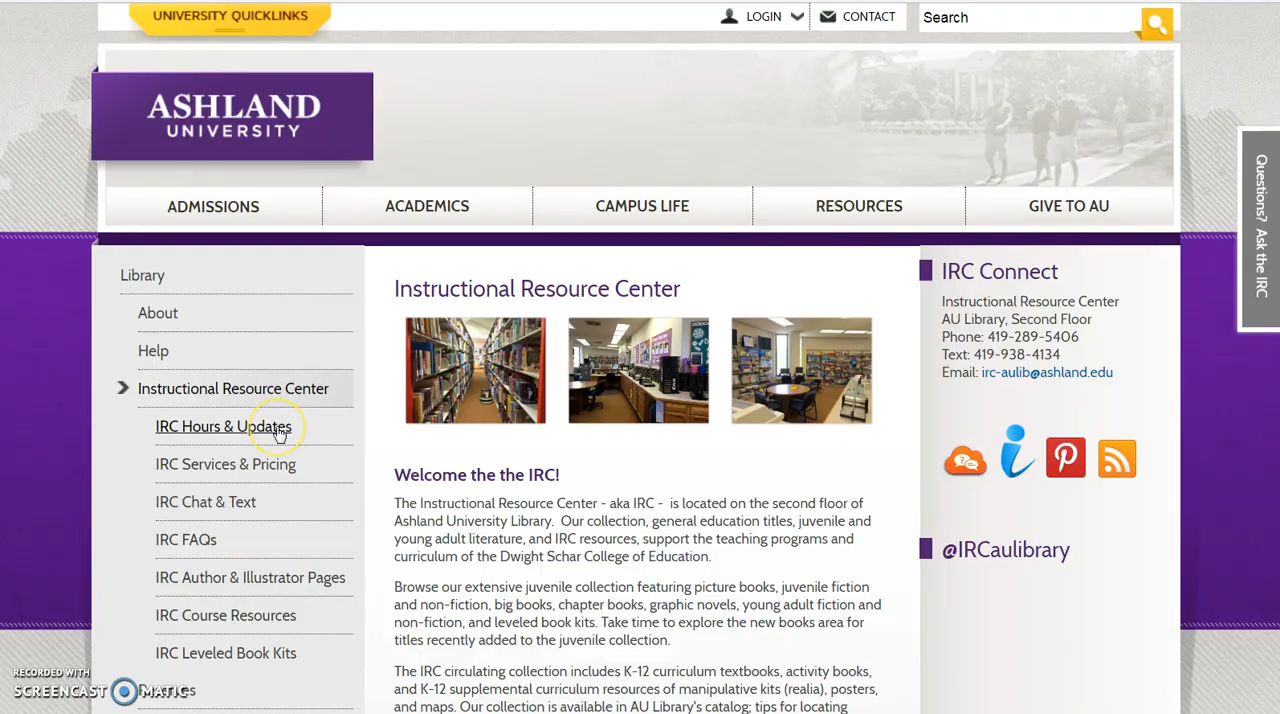 UNIVERSITY QUICKLINKS
LOGIN
CONTACT
Search
ASHLAND
UNIVERSITY
ADMISSIONS
ACADEMICS
CAMPUS LIFE
RESOURCES
GIVE TO AU
Questions? Ask the IRC
Library
About
Help
Instructional Resource Center
IRC Hours & Updates
IRC Services & Pricing
IRC Chat & Text
IRC FAQs
IRC Author & Illustrator Pages
IRC Course Resources
IRC Leveled Book Kits
Instructional Resource Center
Welcome the the IRC!
The Instructional Resource Center - aka IRC - is located on the second floor of
Ashland University Library. Our collection, general education titles, juvenile and
young adult literature, and IRC resources, support the teaching programs and
curriculum of the Dwight Schar College of Education.
Browse our extensive juvenile collection featuring picture books, juvenile fiction
and non-fiction, big books, chapter books, graphic novels, young adult fiction and
non-fiction, and leveled book kits. Take time to explore the new books area for
titles recently added to the juvenile collection.
The IRC circulating collection includes K-12 curriculum textbooks, activity books,
and K-12 supplemental curriculum resources of manipulative kits (realia), posters,
and maps. Our collection is available in AU Library's catalog; tips for locating
IRC Connect
Instructional Resource Center
AU Library, Second Floor
Phone: 419-289-5406
Text: 419-938-4134
Email: irc-aulib@ashland.edu
@IRCaulibrary
RECORDED WITH
SCREENCAST MATIC